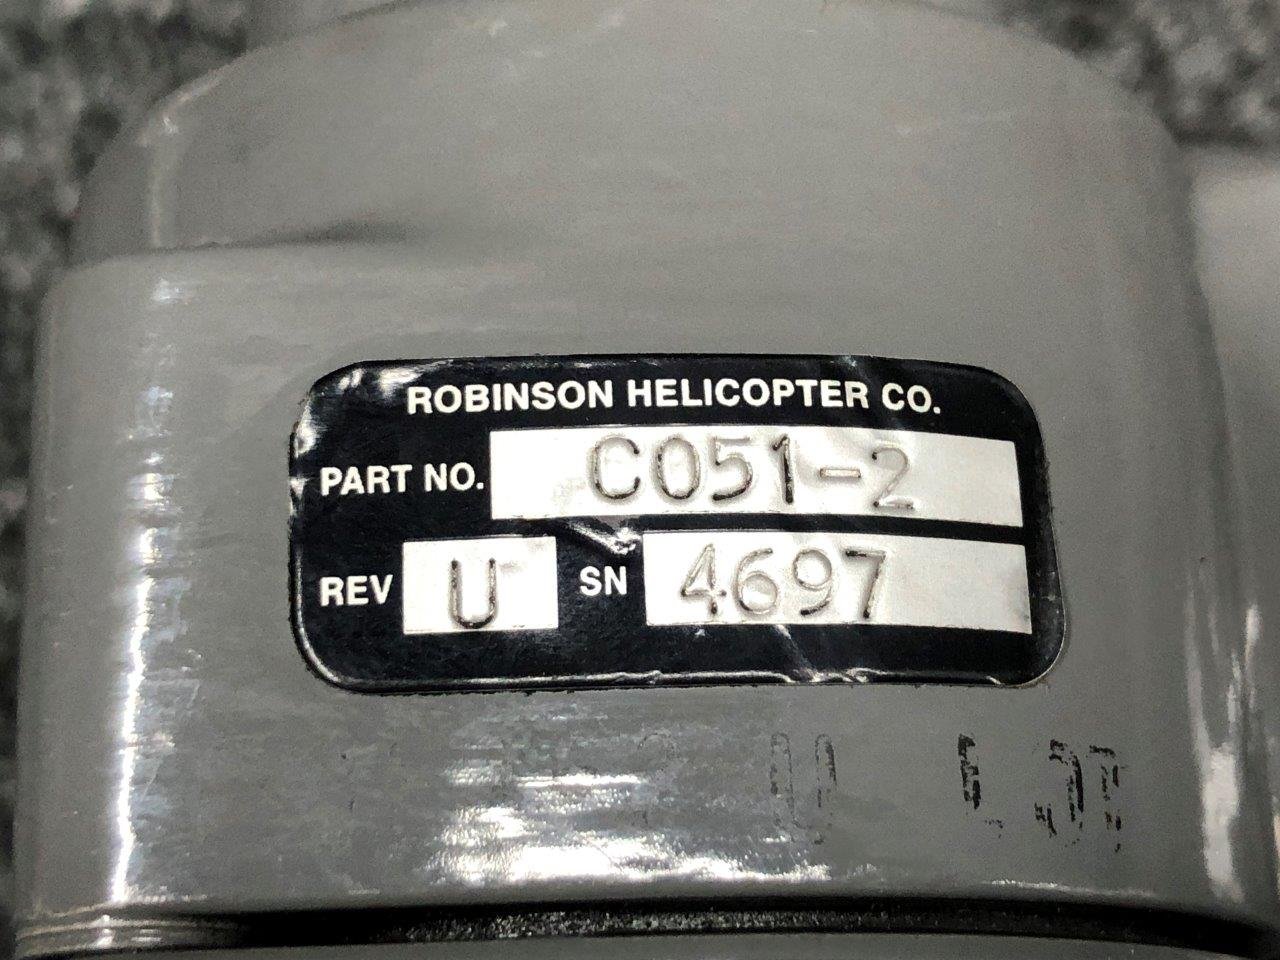 ROBINSON HELICOPTER CO.
PART NO. C051-2
REV U SN 4697